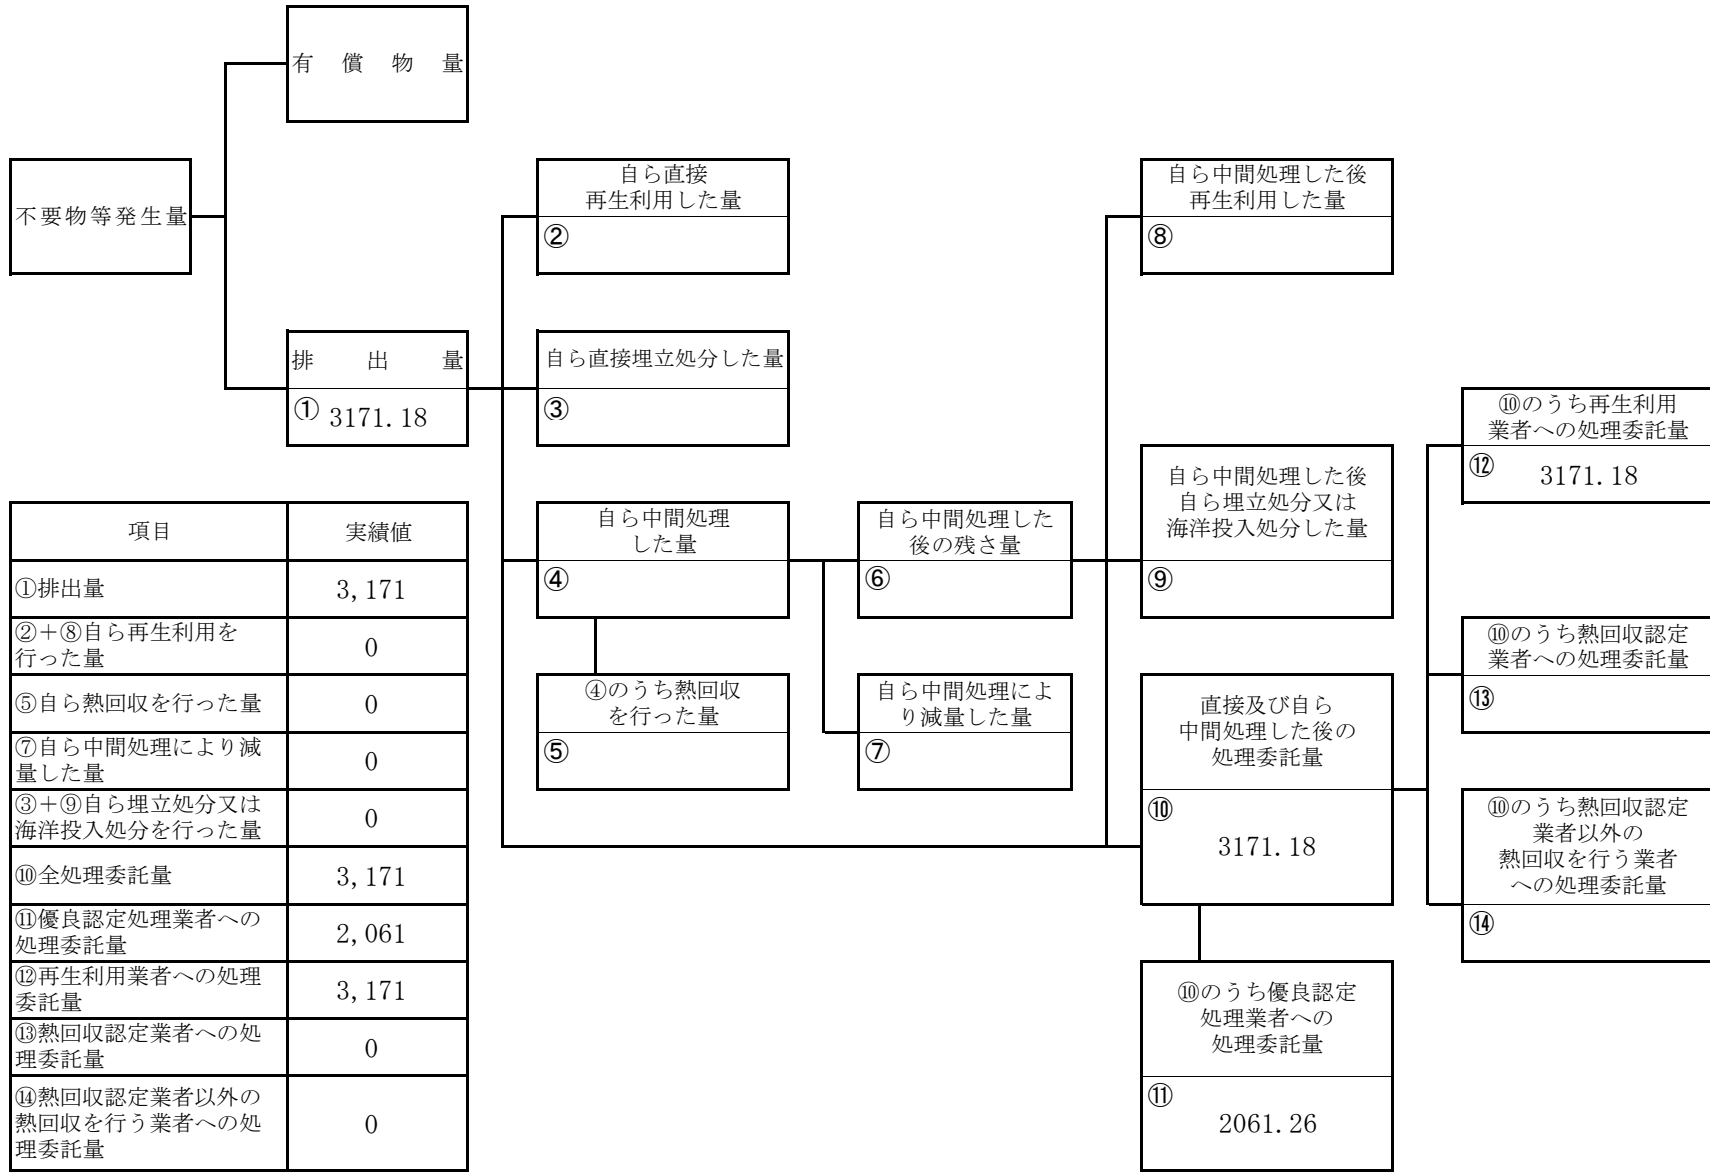 有償物量
不要物等発生量
排出量
① 3171.18
自ら直接
再生利用した量
②
自ら直接埋立処分した量
③
自ら中間処理
した量
④
④のうち熱回収
を行った量
⑤
自ら中間処理した
後の残さ量
⑥
自ら中間処理によ
り減量した量
⑦
自ら中間処理した後
再生利用した量
⑧
自ら中間処理した後
自ら埋立処分又は
海洋投入処分した量
⑨
直接及び自ら
中間処理した後の
処理委託量
⑩
3171.18
⑩のうち優良認定
処理業者への
処理委託量
⑪
2061.26
⑩のうち再生利用
業者への処理委託量
⑫ 3171.18
⑩のうち熱回収認定
業者への処理委託量
⑬
⑩のうち熱回収認定
業者以外の
熱回収を行う業者
への処理委託量
⑭
項目 実績値
①排出量 3,171
②＋⑧自ら再生利用を
行った量 0
⑤自ら熱回収を行った量 0
⑦自ら中間処理により減
量した量 0
③＋⑨自ら埋立処分又は
海洋投入処分を行った量 0
⑩全処理委託量 3,171
⑪優良認定処理業者への
処理委託量 2,061
⑫再生利用業者への処理
委託量 3,171
⑬熱回収認定業者への処
理委託量 0
⑭熱回収認定業者以外の
熱回収を行う業者への処
理委託量 0